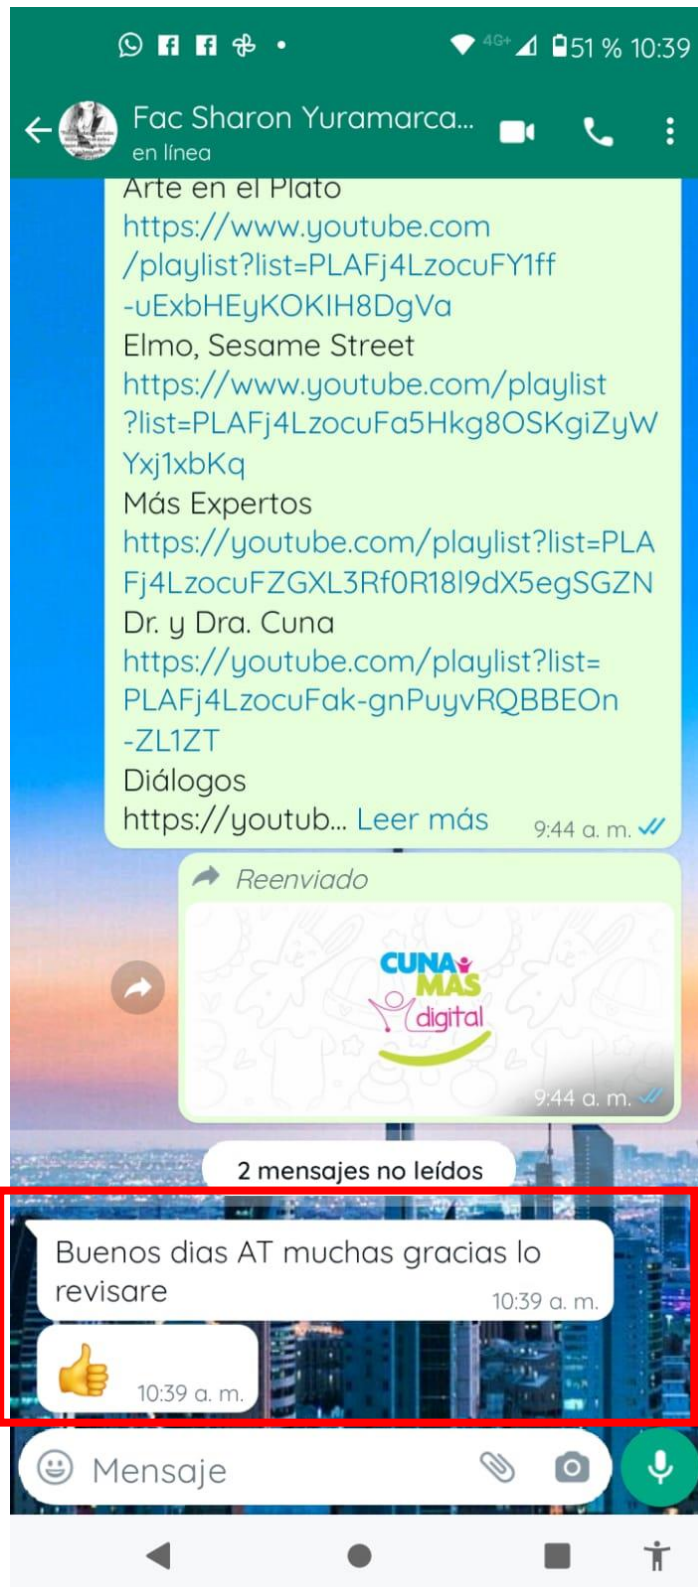 4G+ 51 % 10:39
Fac Sharon Yuramarca...
en línea
Arte en el Plato
https://www.youtube.com
/playlist?list=PLAFj4LzocuFY1ff
-uExbHEyKOKIH8DgVa
Elmo, Sesame Street
https://www.youtube.com/playlist
?list=PLAFj4LzocuFa5Hkg8OSKgiZyW
Yxj1xbKq
Más Expertos
https://youtube.com/playlist?list=PLA
Fj4LzocuFZGXL3Rf0R18l9dX5egSGZN
Dr. y Dra. Cuna
https://youtube.com/playlist?list=
PLAFj4LzocuFak-gnPuyvRQBBEOn
-ZL1ZT
Diálogos
https://youtub... Leer más 9:44 a. m.
Reenviado
CUNA
MAS
digital
9:44 a. m.
2 mensajes no leídos
Buenos dias AT muchas gracias lo
revisare 10:39 a. m.
10:39 a. m.
Mensaje